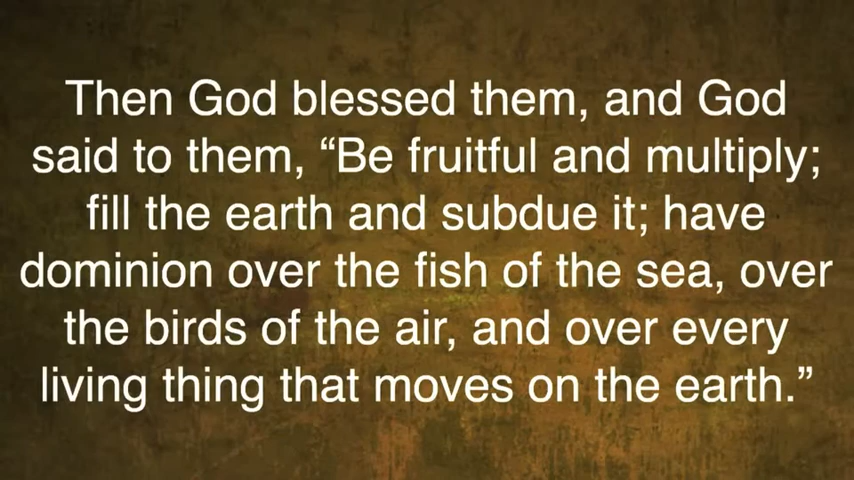 Then God blessed them, and God
said to them, “Be fruitful and multiply;
fill the earth and subdue it; have
dominion over the fish of the sea, over
the birds of the air, and over every
living thing that moves on the earth.”